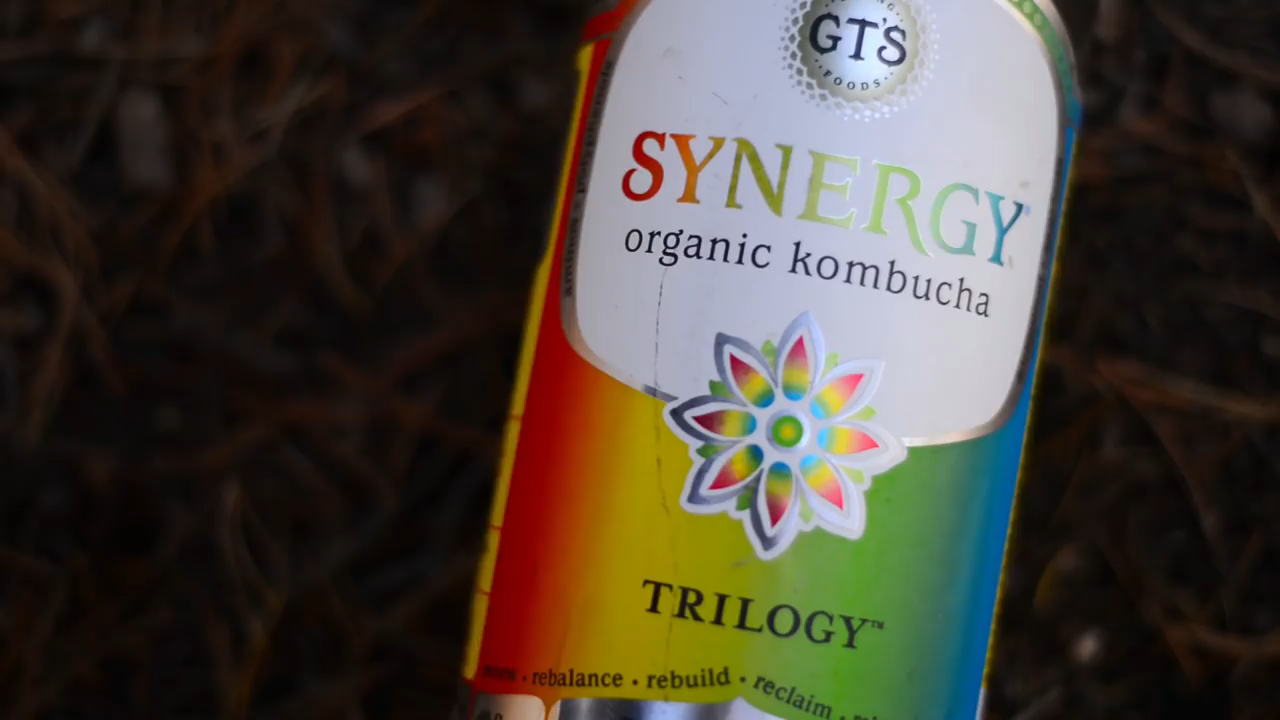 GT'S
FOODS
SYNERGY
organic kombucha
TRILOGY™
· rebalance · rebuild · reclaim ·